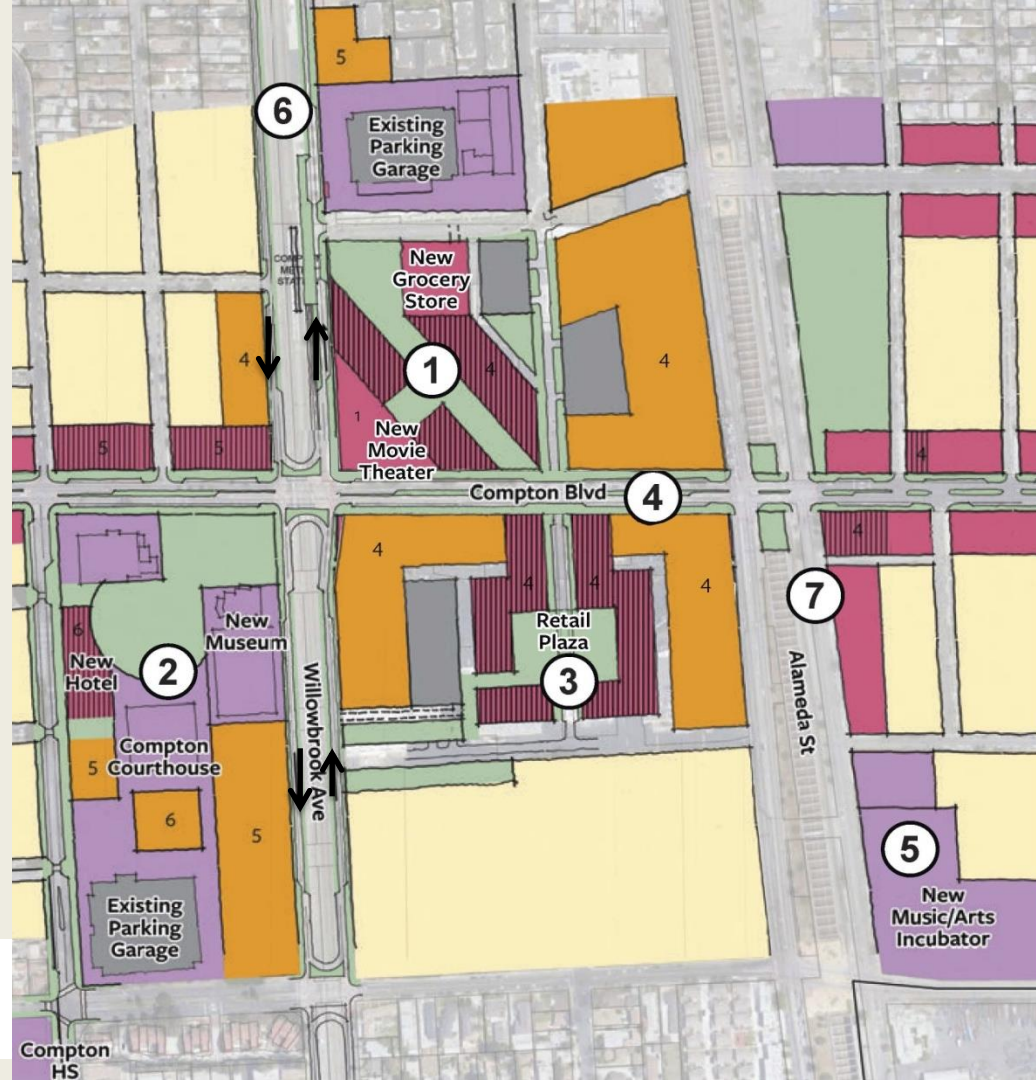 5
6
Existing
Parking
Garage
New
Grocery
Store
4
1
4
4
1
New
Movie
Theater
5
5
4
Compton Blvd
4
4
4
4
4
4
7
6
New
Hotel
2
New
Museum
Retail
Plaza
3
Willowbrook Ave
Alameda St
Compton
Courthouse
5
6
5
5
New
Music/Arts
Incubator
Existing
Parking
Garage
Compton
HS